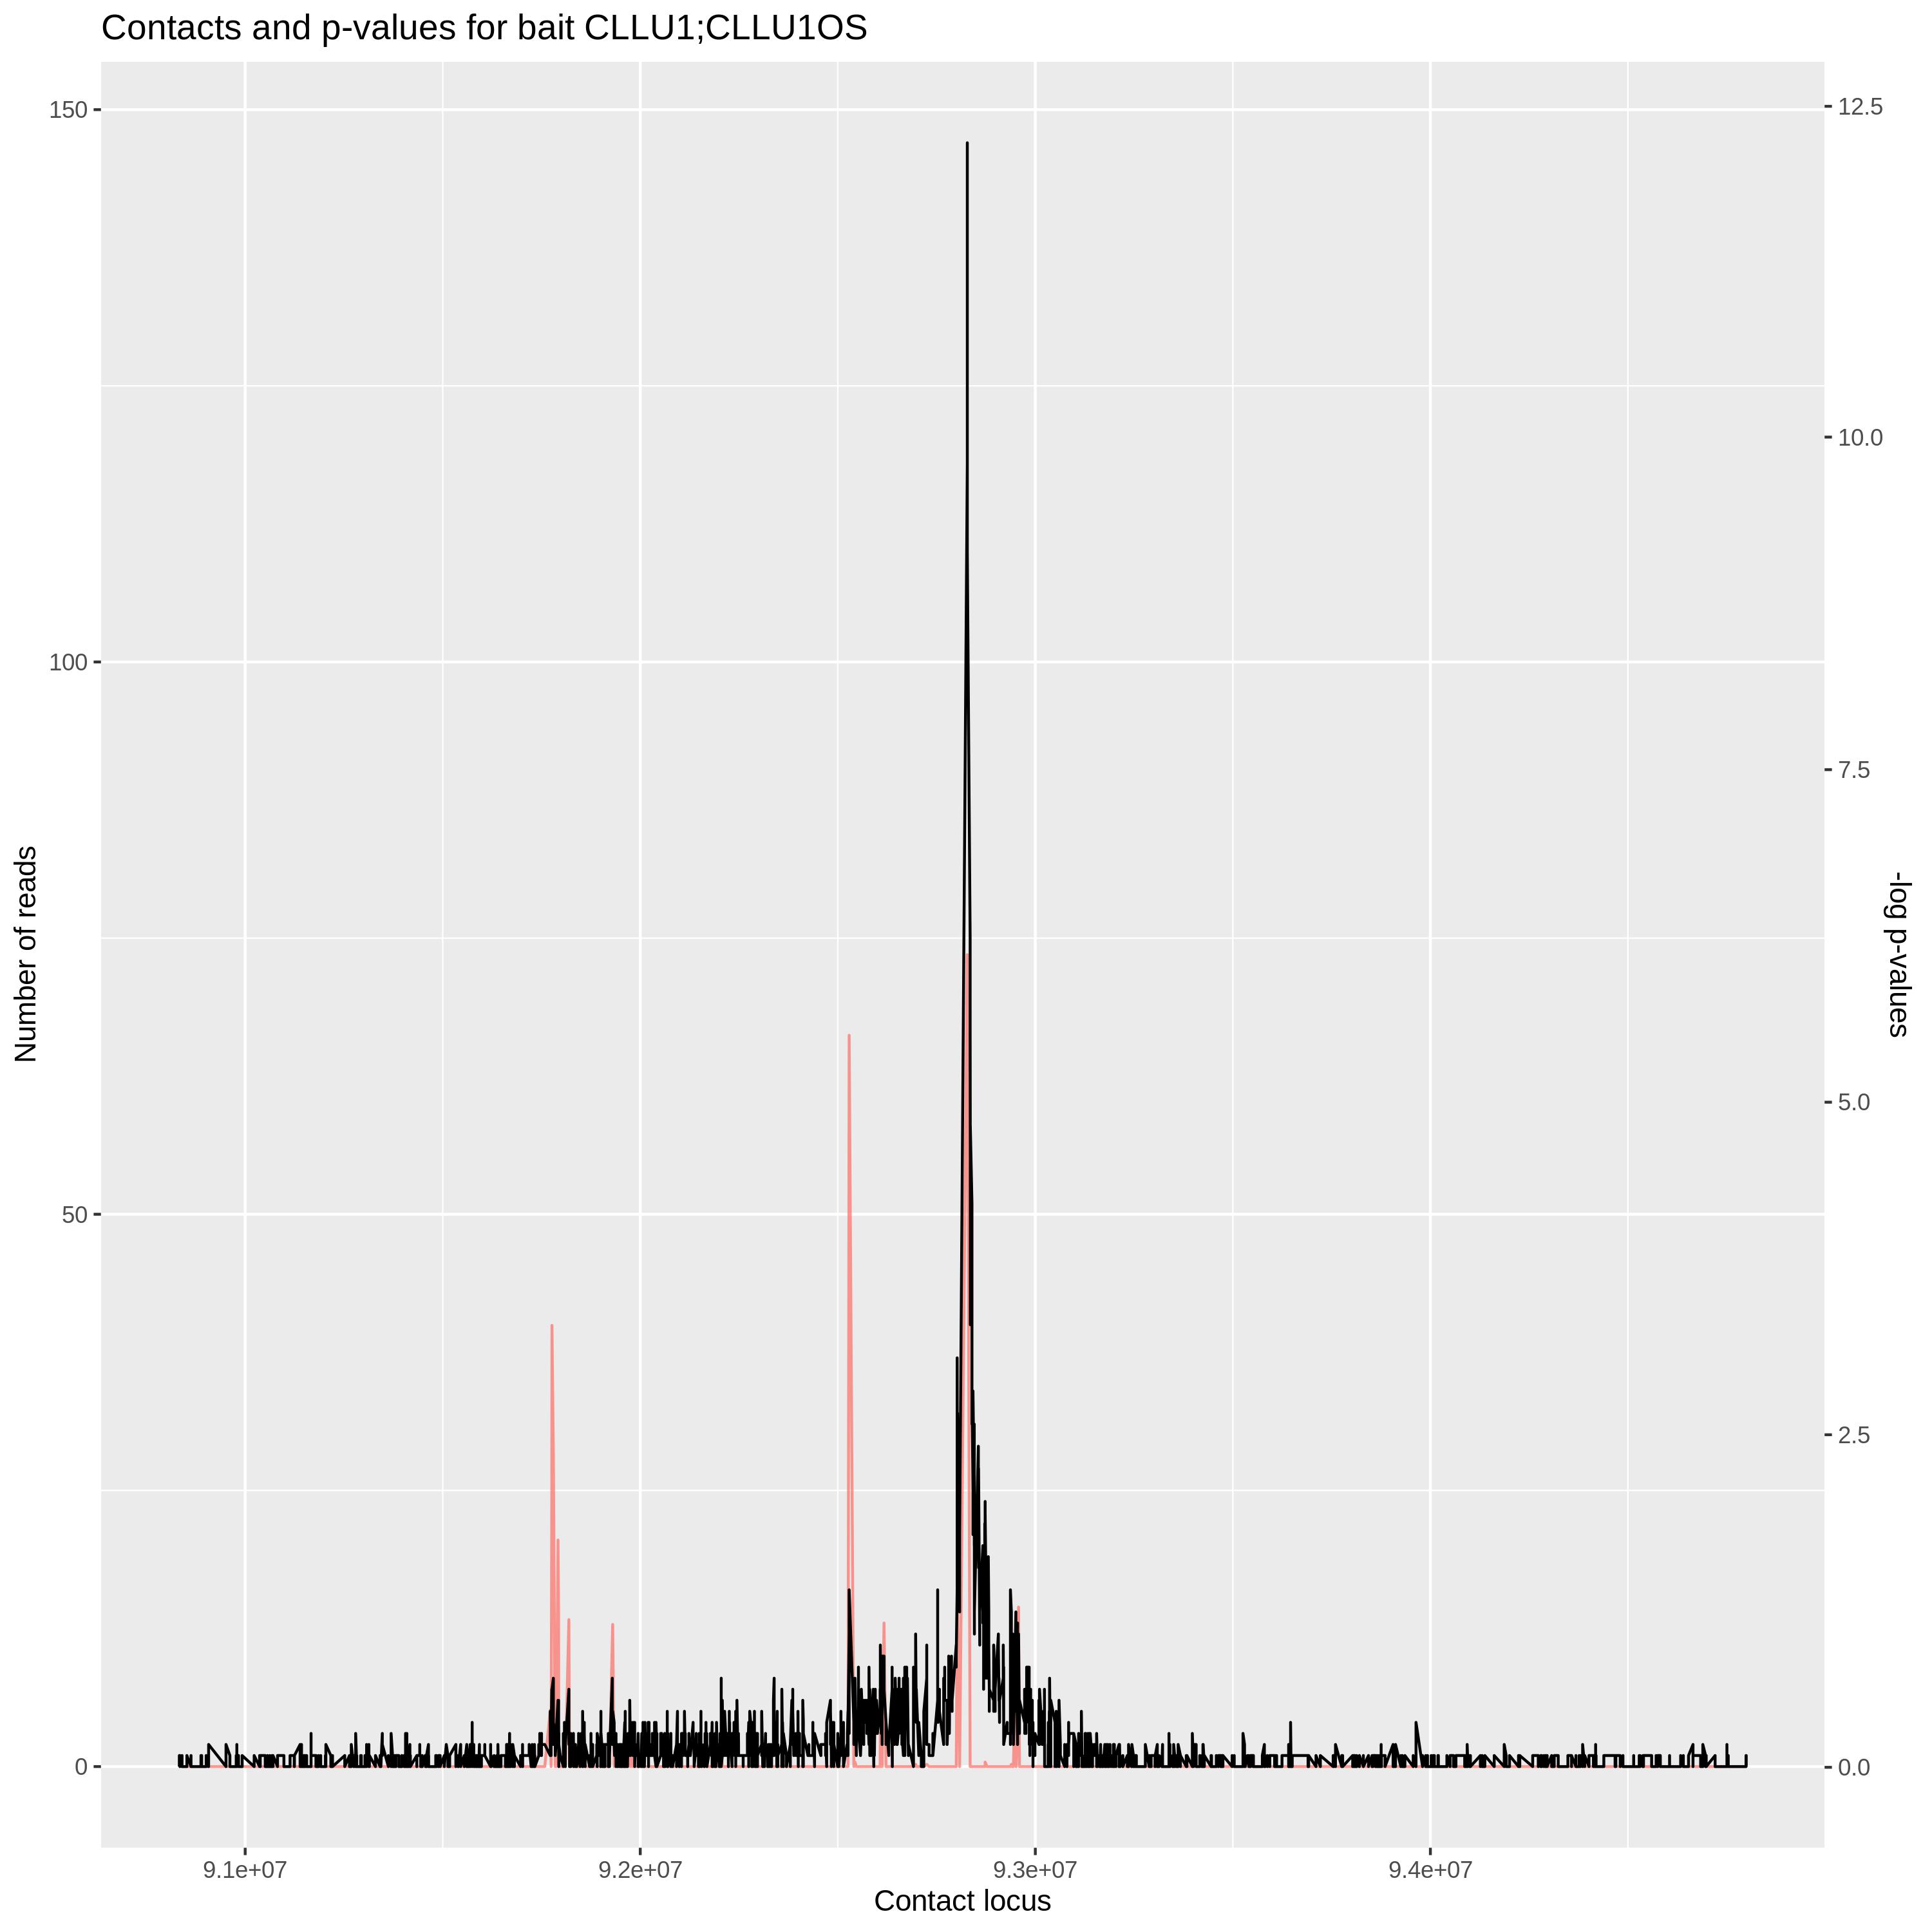 Contacts and p-values for bait CLLU1;CLLU1OS
150
100
50
0
Number of reads
12.5
10.0
7.5
5.0
2.5
0.0
-log p-values
9.1e+07
9.2e+07
9.3e+07
9.4e+07
Contact locus